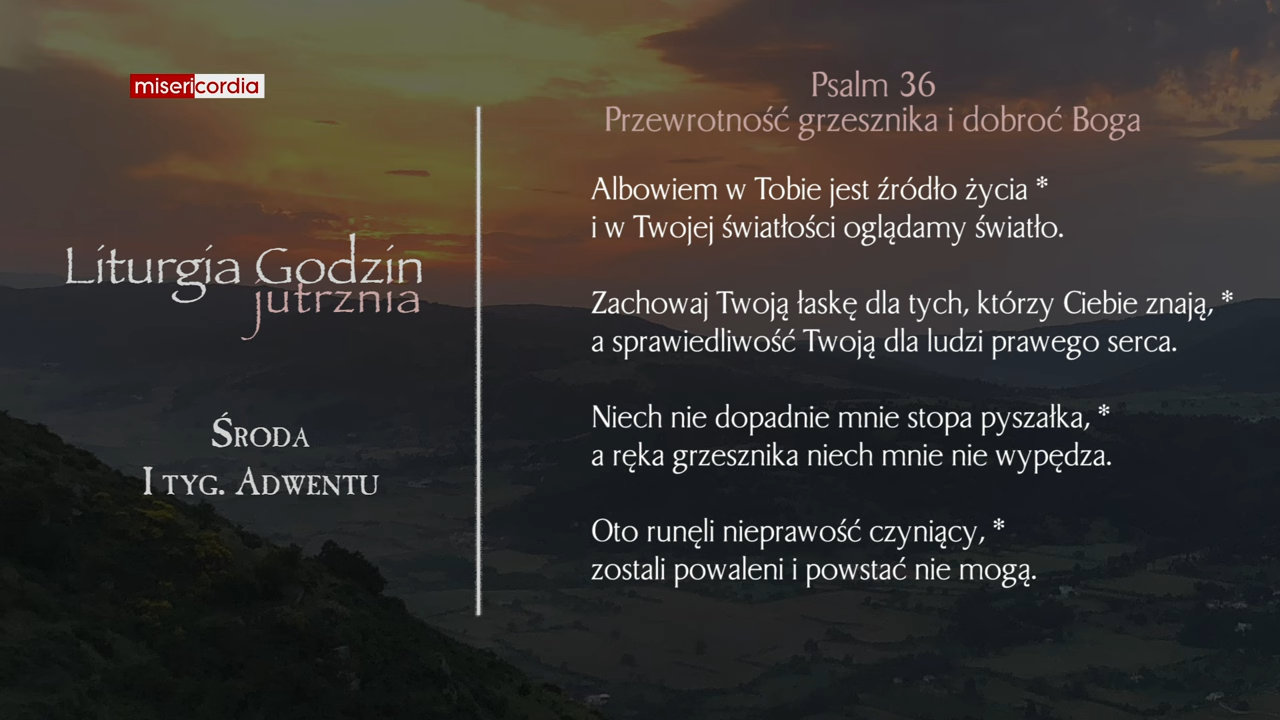 misericordia
Liturgia Godzin
jutrznia
Środa
I tyg. Adwentu
Psalm 36
Przewrotność grzesznika i dobroć Boga
Albowiem w Tobie jest źródło życia *
i w Twojej światłości oglądamy światło.
Zachowaj Twoją łaskę dla tych, którzy Ciebie znają, *
a sprawiedliwość Twoją dla ludzi prawego serca.
Niech nie dopadnie mnie stopa pyszałka, *
a ręka grzesznika niech mnie nie wypędza.
Oto runęli nieprawość czyniący, *
zostali powaleni i powstać nie mogą.